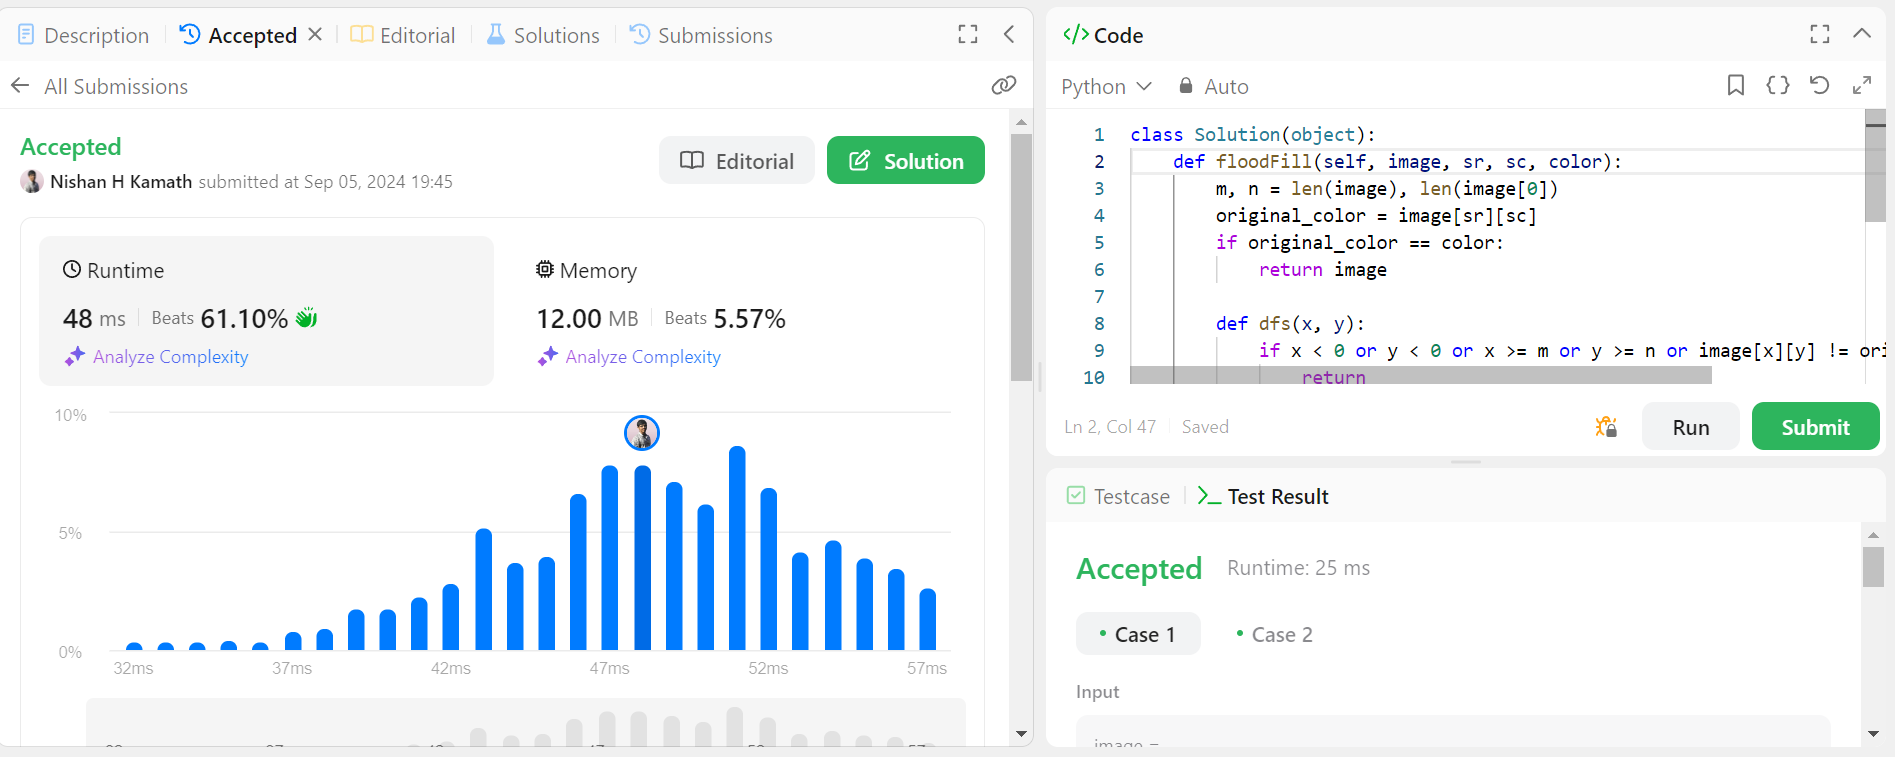 Description
Accepted
Editorial
Solutions
Submissions
All Submissions
Accepted
Nishan H Kamath submitted at Sep 05, 2024 19:45
Editorial
Solution
Runtime
48 ms
Beats 61.10%
Analyze Complexity
Memory
12.00 MB
Beats 5.57%
Analyze Complexity
10%
5%
0%
32ms 37ms 42ms 47ms 52ms 57ms
</> Code
Python
Auto
1 class Solution(object):
2 def floodFill(self, image, sr, sc, color):
3 m, n = len(image), len(image[0])
4 original_color = image[sr][sc]
5 if original_color == color:
6 return image
7
8 def dfs(x, y):
9 if x < 0 or y < 0 or x >= m or y >= n or image[x][y] != ori
10 return
Ln 2, Col 47
Saved
Run
Submit
Testcase
Test Result
Accepted
Runtime: 25 ms
Case 1
Case 2
Input
image =